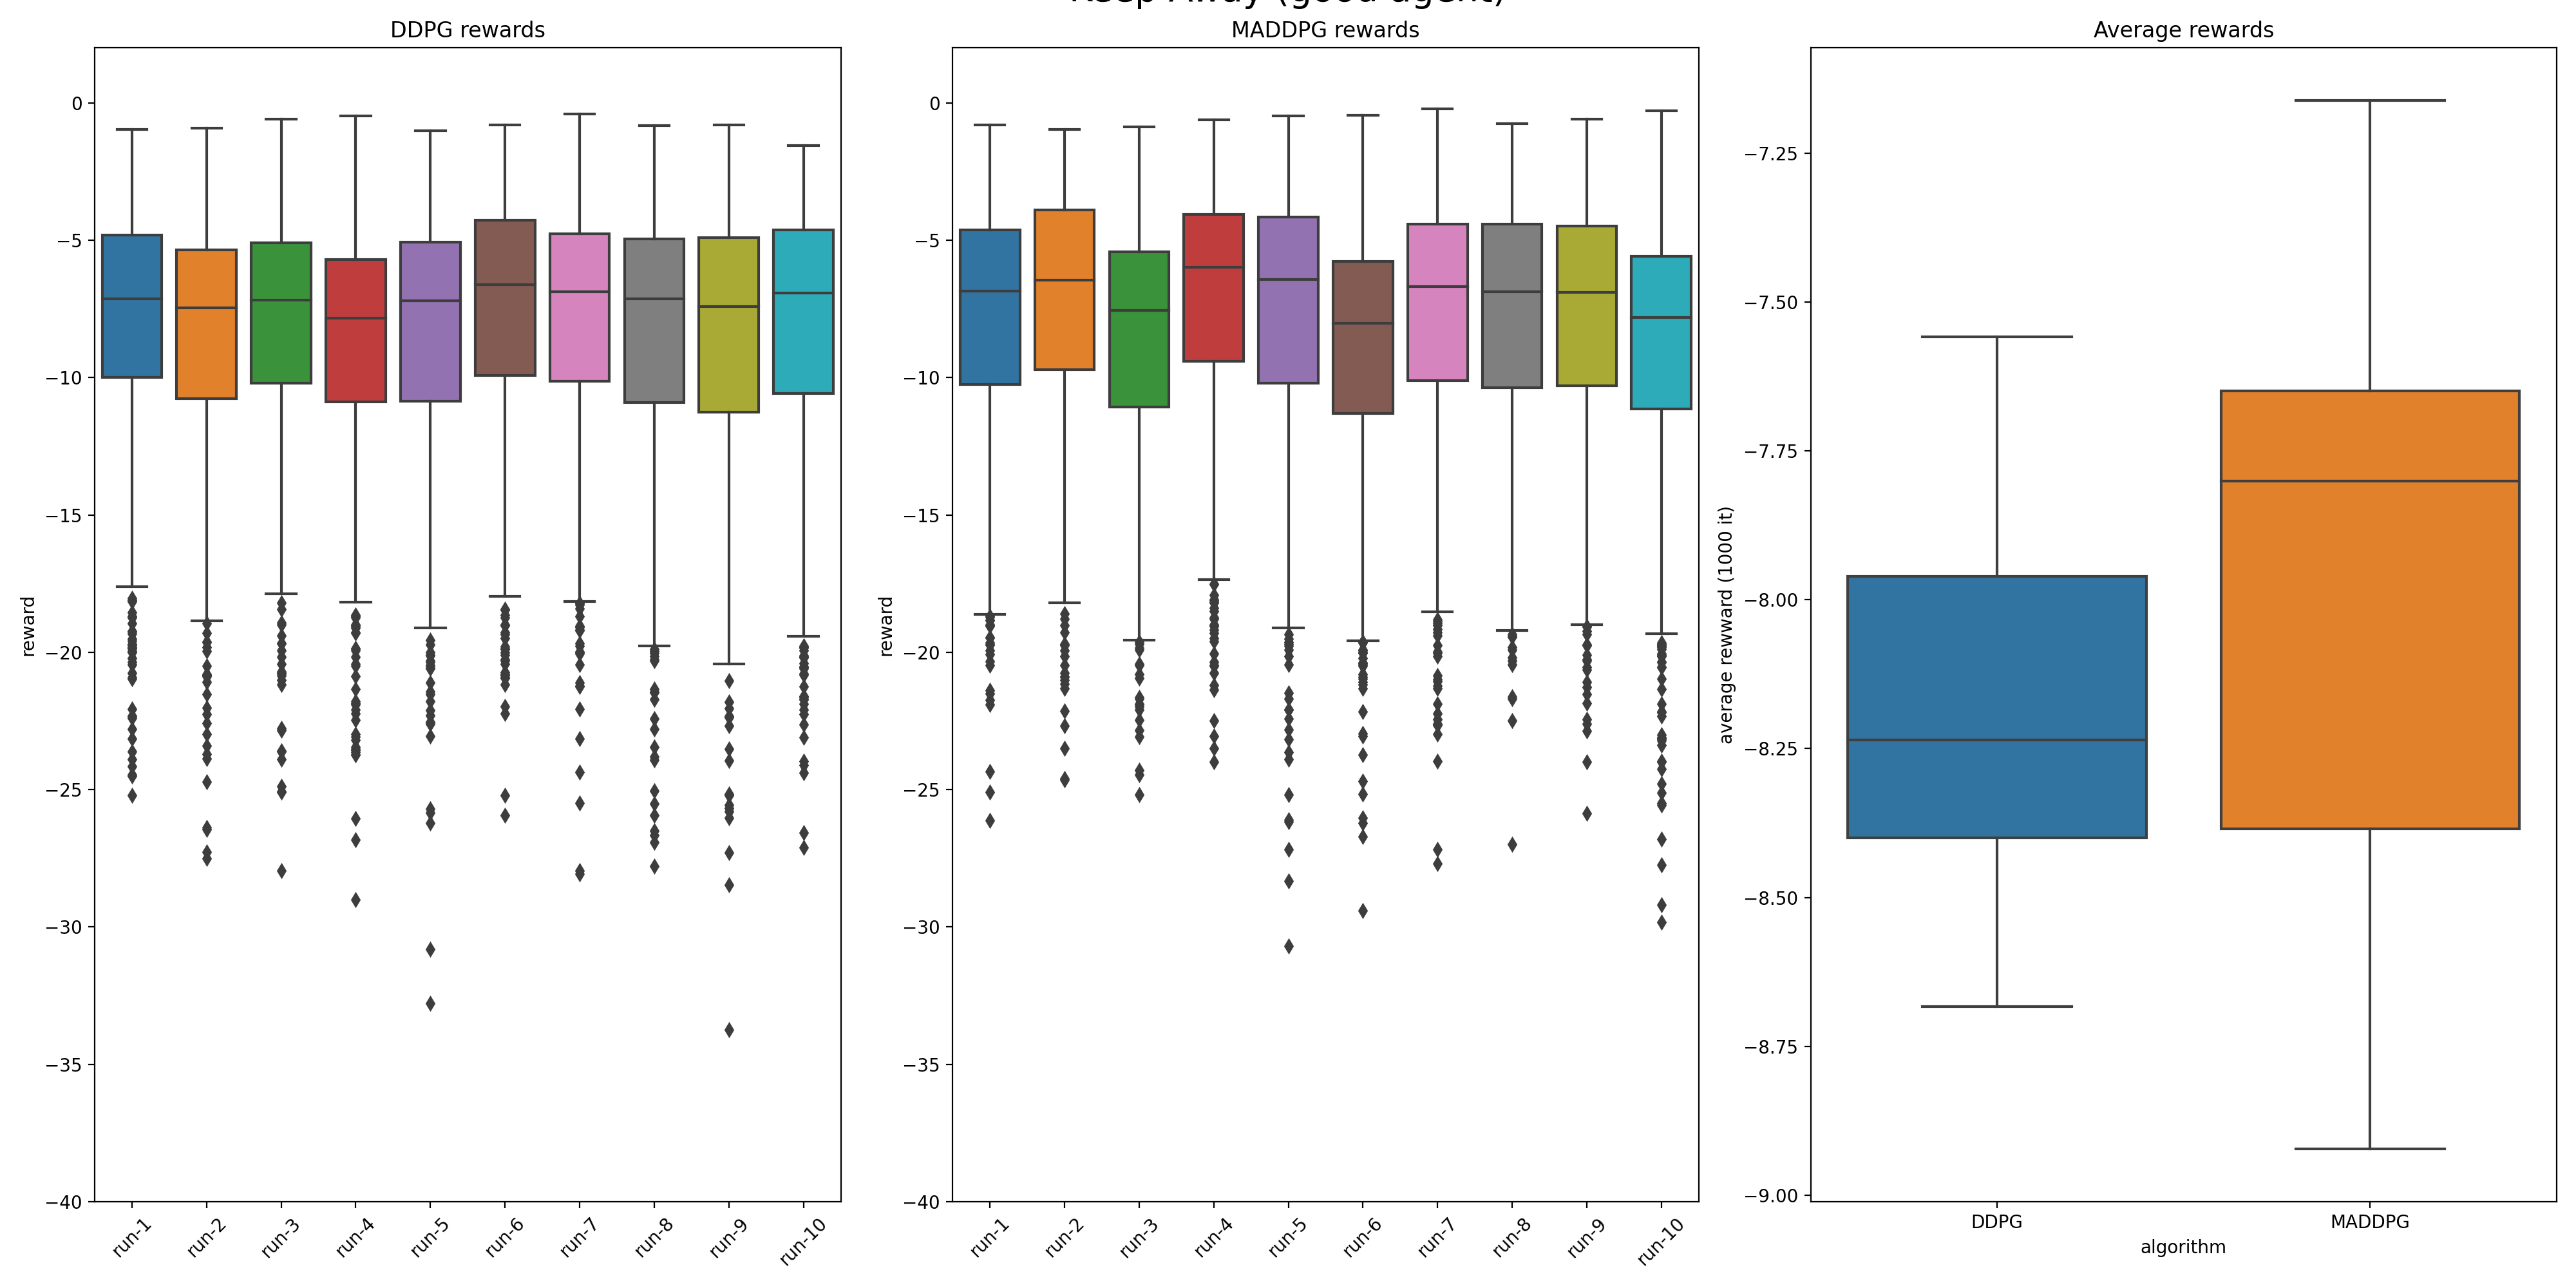 Keep Away (good agent)
DDPG rewards
MADDPG rewards
Average rewards
0
−5
−10
−15
−20
−25
−30
−35
−40
reward
run-1
run-2
run-3
run-4
run-5
run-6
run-7
run-8
run-9
run-10
0
−5
−10
−15
−20
−25
−30
−35
−40
reward
run-1
run-2
run-3
run-4
run-5
run-6
run-7
run-8
run-9
run-10
−7.25
−7.50
−7.75
−8.00
−8.25
−8.50
−8.75
−9.00
average rewward (1000 it)
DDPG
MADDPG
algorithm